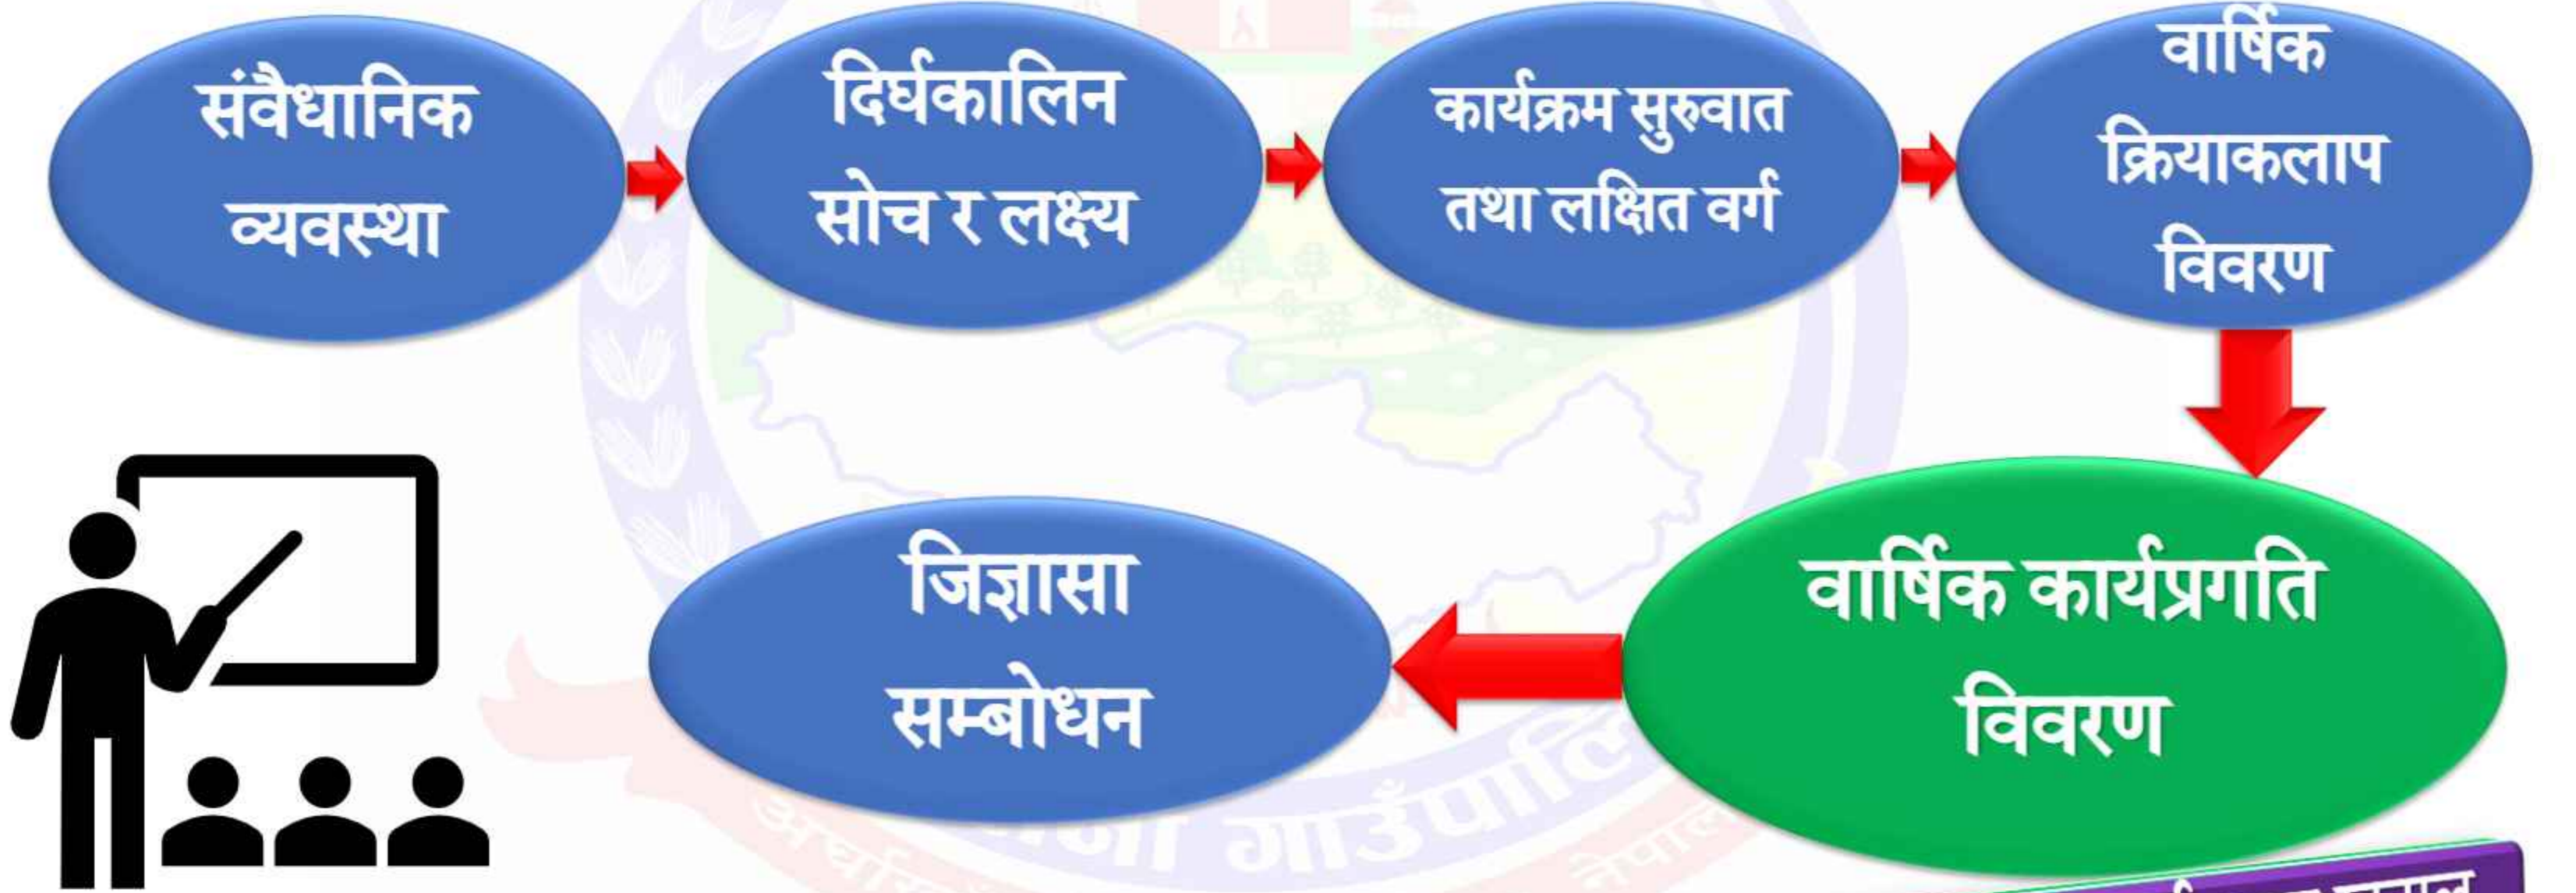 संवैधानिक
व्यवस्था
दिर्घकालिन
सोच र लक्ष्य
कार्यक्रम सुरुवात
तथा लक्षित वर्ग
वार्षिक
क्रियाकलाप
विवरण
वार्षिक कार्यप्रगति
विवरण
जिज्ञासा
सम्बोधन
गाउँपालि
नेपाल